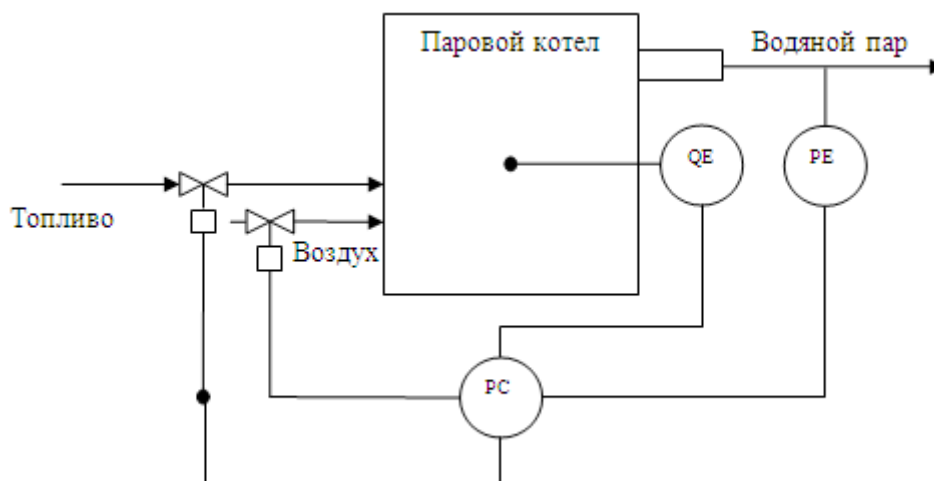 Паровой котел
Водяной пар
QE
PE
Топливо
Воздух
PC